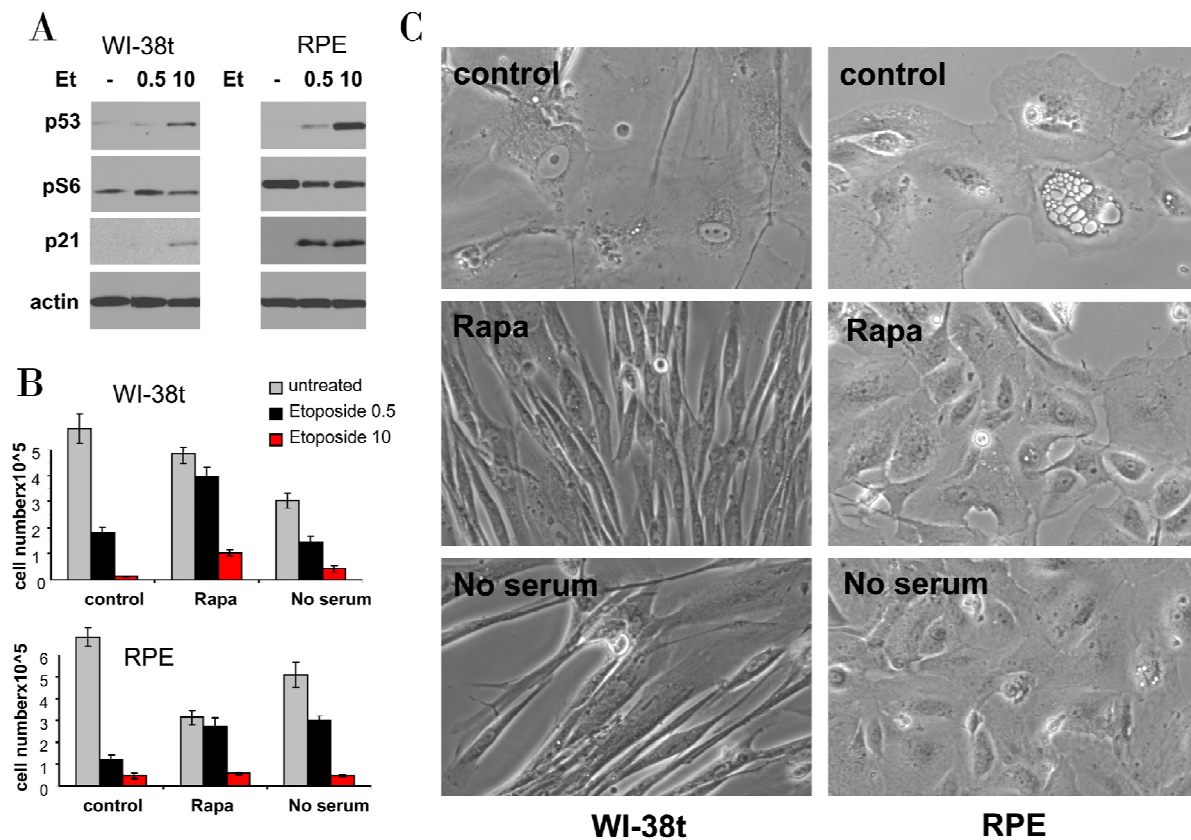 A
WI-38t RPE
Et - 0.5 10 Et - 0.5 10
p53
pS6
p21
actin
B
WI-38t
untreated
Etoposide 0.5
Etoposide 10
cell numberx10^5
5
4
3
2
1
0
control Rapa No serum
RPE
cell numberx10^5
6
5
4
3
2
1
0
control Rapa No serum
C
control control
Rapa Rapa
No serum No serum
WI-38t RPE